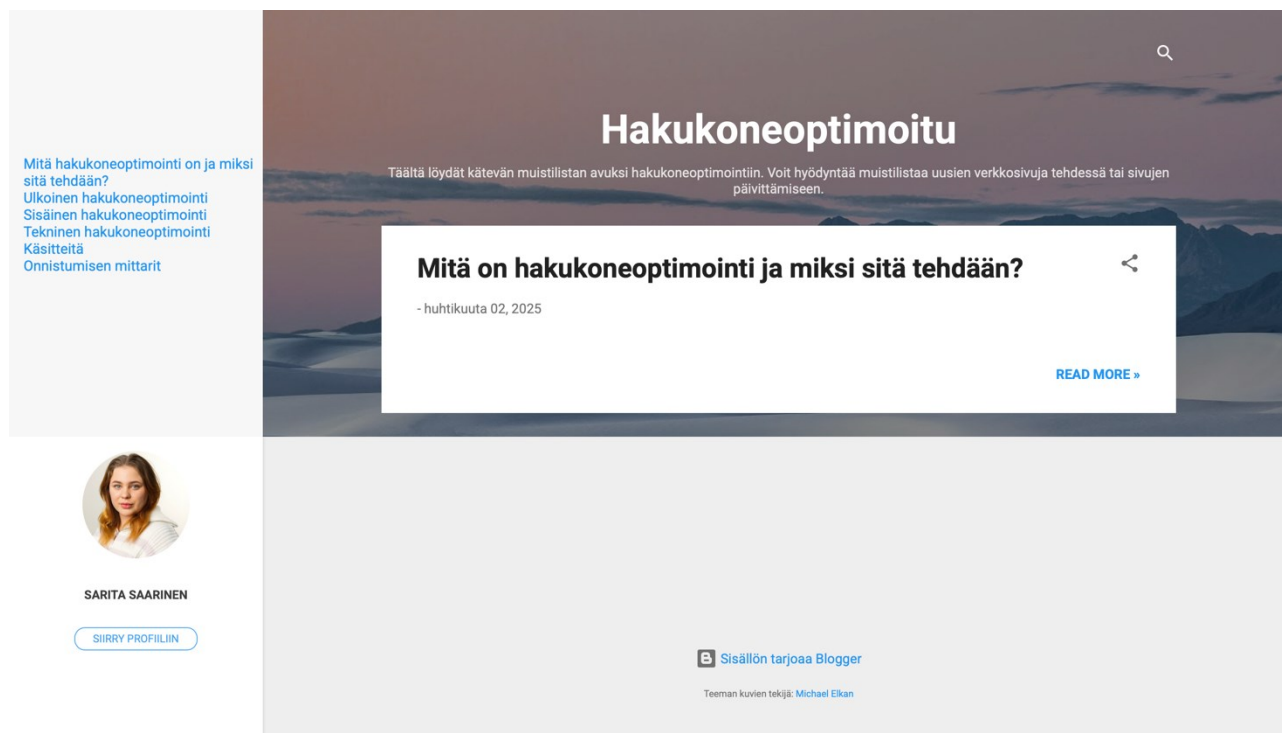 Mitä hakukoneoptimointi on ja miksi
sitä tehdään?
Ulkoinen hakukoneoptimointi
Sisäinen hakukoneoptimointi
Tekninen hakukoneoptimointi
Käsitteitä
Onnistumisen mittarit
SARITA SAARINEN
SIIRRY PROFIILIIN
Hakukoneoptimoitu
Täältä löydät kätevän muistilistan avuksi hakukoneoptimointiin. Voit hyödyntää muistilistaa uusien verkkosivuja tehdessä tai sivujen
päivittämiseen.
Mitä on hakukoneoptimointi ja miksi sitä tehdään?
- huhtikuuta 02, 2025
READ MORE »
Sisällön tarjoaa Blogger
Teeman kuvien tekijä: Michael Elkan